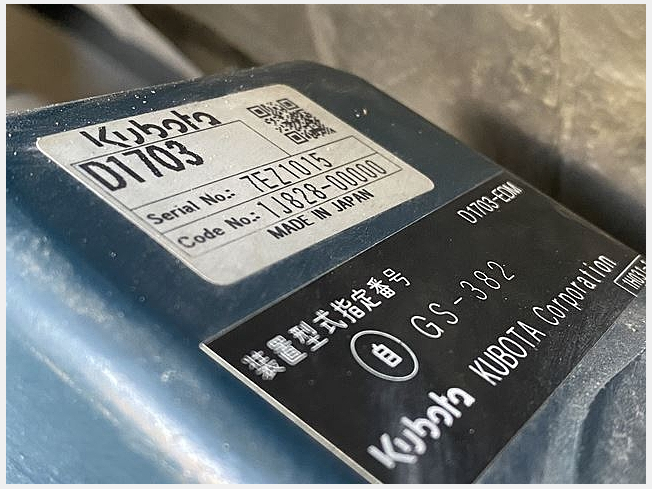 Kubota
D1703
Serial No.: ZEZ1015
Code No.: 1J828-00000
MADE IN JAPAN
D1703-EDM
装置型式指定番号
自 GS-382
Kubota KUBOTA Corporation